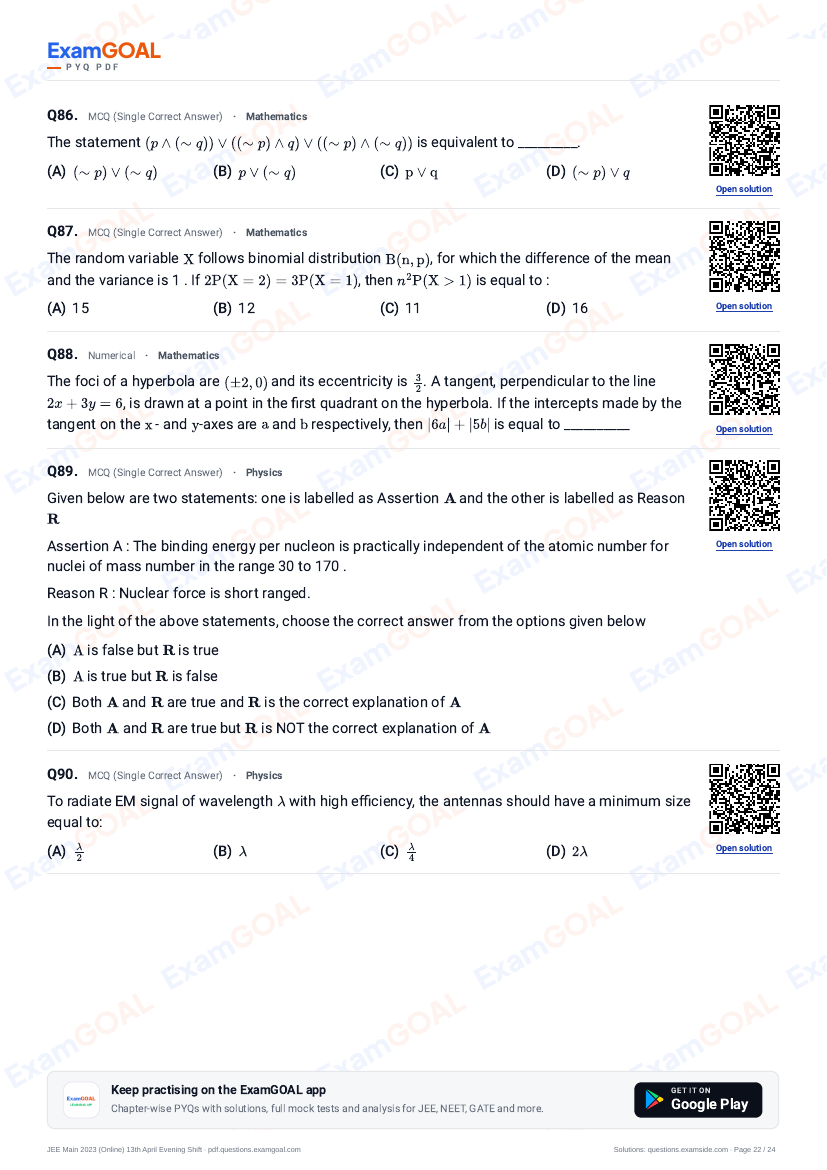 ExamGOAL
PYQ PDF
Q86. MCQ (Single Correct Answer) · Mathematics
The statement (p ∧ (∼ q)) ∨ ((∼ p) ∧ q) ∨ ((∼ p) ∧ (∼ q)) is equivalent to _________.
(A) (∼ p) ∨ (∼ q) (B) p ∨ (∼ q) (C) p ∨ q (D) (∼ p) ∨ q
Open solution
Q87. MCQ (Single Correct Answer) · Mathematics
The random variable X follows binomial distribution B(n, p), for which the difference of the mean
and the variance is 1 . If 2P(X = 2) = 3P(X = 1), then n²P(X > 1) is equal to :
(A) 15 (B) 12 (C) 11 (D) 16
Open solution
Q88. Numerical · Mathematics
The foci of a hyperbola are (±2, 0) and its eccentricity is 3/2. A tangent, perpendicular to the line
2x + 3y = 6, is drawn at a point in the first quadrant on the hyperbola. If the intercepts made by the
tangent on the x - and y-axes are a and b respectively, then |6a| + |5b| is equal to __________
Open solution
Q89. MCQ (Single Correct Answer) · Physics
Given below are two statements: one is labelled as Assertion A and the other is labelled as Reason
R
Assertion A : The binding energy per nucleon is practically independent of the atomic number for
nuclei of mass number in the range 30 to 170 .
Reason R : Nuclear force is short ranged.
In the light of the above statements, choose the correct answer from the options given below
(A) A is false but R is true
(B) A is true but R is false
(C) Both A and R are true and R is the correct explanation of A
(D) Both A and R are true but R is NOT the correct explanation of A
Open solution
Q90. MCQ (Single Correct Answer) · Physics
To radiate EM signal of wavelength λ with high efficiency, the antennas should have a minimum size
equal to:
(A) λ/2 (B) λ (C) λ/4 (D) 2λ
Open solution
ExamGOAL
Keep practising on the ExamGOAL app
Chapter-wise PYQs with solutions, full mock tests and analysis for JEE, NEET, GATE and more.
GET IT ON
Google Play
JEE Main 2023 (Online) 13th April Evening Shift · pdf.questions.examgoal.com
Solutions: questions.examside.com · Page 22 / 24